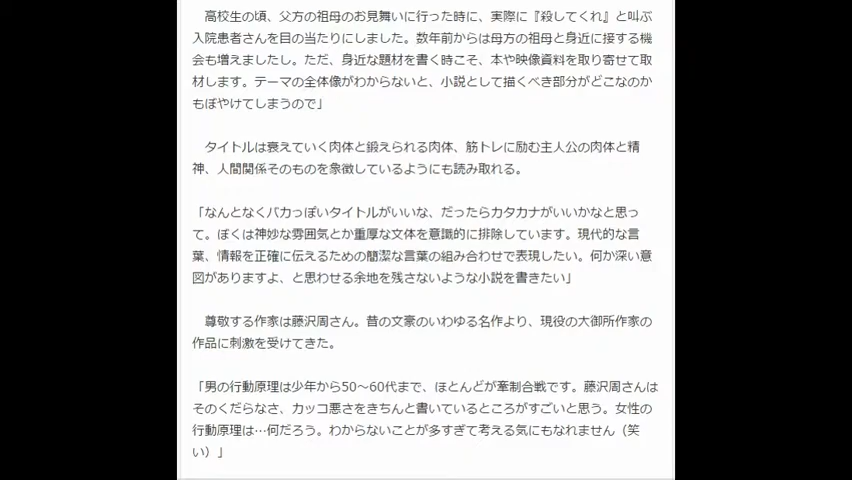 高校生の頃、父方の祖母のお見舞いに行った時に、実際に『殺してくれ』と叫ぶ
入院患者さんを目の当たりにしました。数年前からは母方の祖母と身近に接する機
会も増えましたし。ただ、身近な題材を書く時こそ、本や映像資料を取り寄せて取
材します。テーマの全体像がわからないと、小説として描くべき部分がどこなのか
もぼやけてしまうので」
タイトルは衰えていく肉体と鍛えられる肉体、筋トレに励む主人公の肉体と精
神、人間関係そのものを象徴しているようにも読み取れる。
「なんとなくバカっぽいタイトルがいいな、だったらカタカナがいいかなと思っ
て。ぼくは神妙な雰囲気とか重厚な文体を意識的に排除しています。現代的な言
葉、情報を正確に伝えるための簡潔な言葉の組み合わせで表現したい。何か深い意
図がありますよ、と思わせる余地を残さないような小説を書きたい」
尊敬する作家は藤沢周さん。昔の文豪のいわゆる名作より、現役の大御所作家の
作品に刺激を受けてきた。
「男の行動原理は少年から50～60代まで、ほとんどが牽制合戦です。藤沢周さんは
そのくだらなさ、カッコ悪さをきちんと書いているところがすごいと思う。女性の
行動原理は…何だろう。わからないことが多すぎて考える気にもなれません（笑
い）」